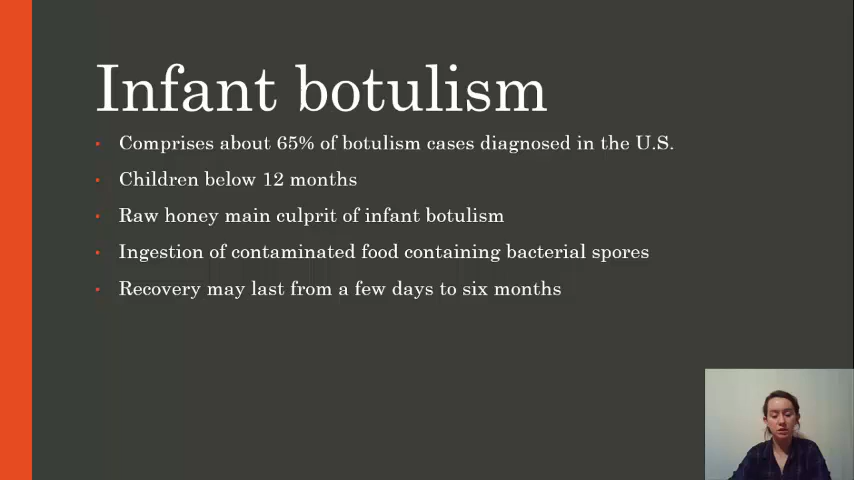 Infant botulism
Comprises about 65% of botulism cases diagnosed in the U.S.
Children below 12 months
Raw honey main culprit of infant botulism
Ingestion of contaminated food containing bacterial spores
Recovery may last from a few days to six months